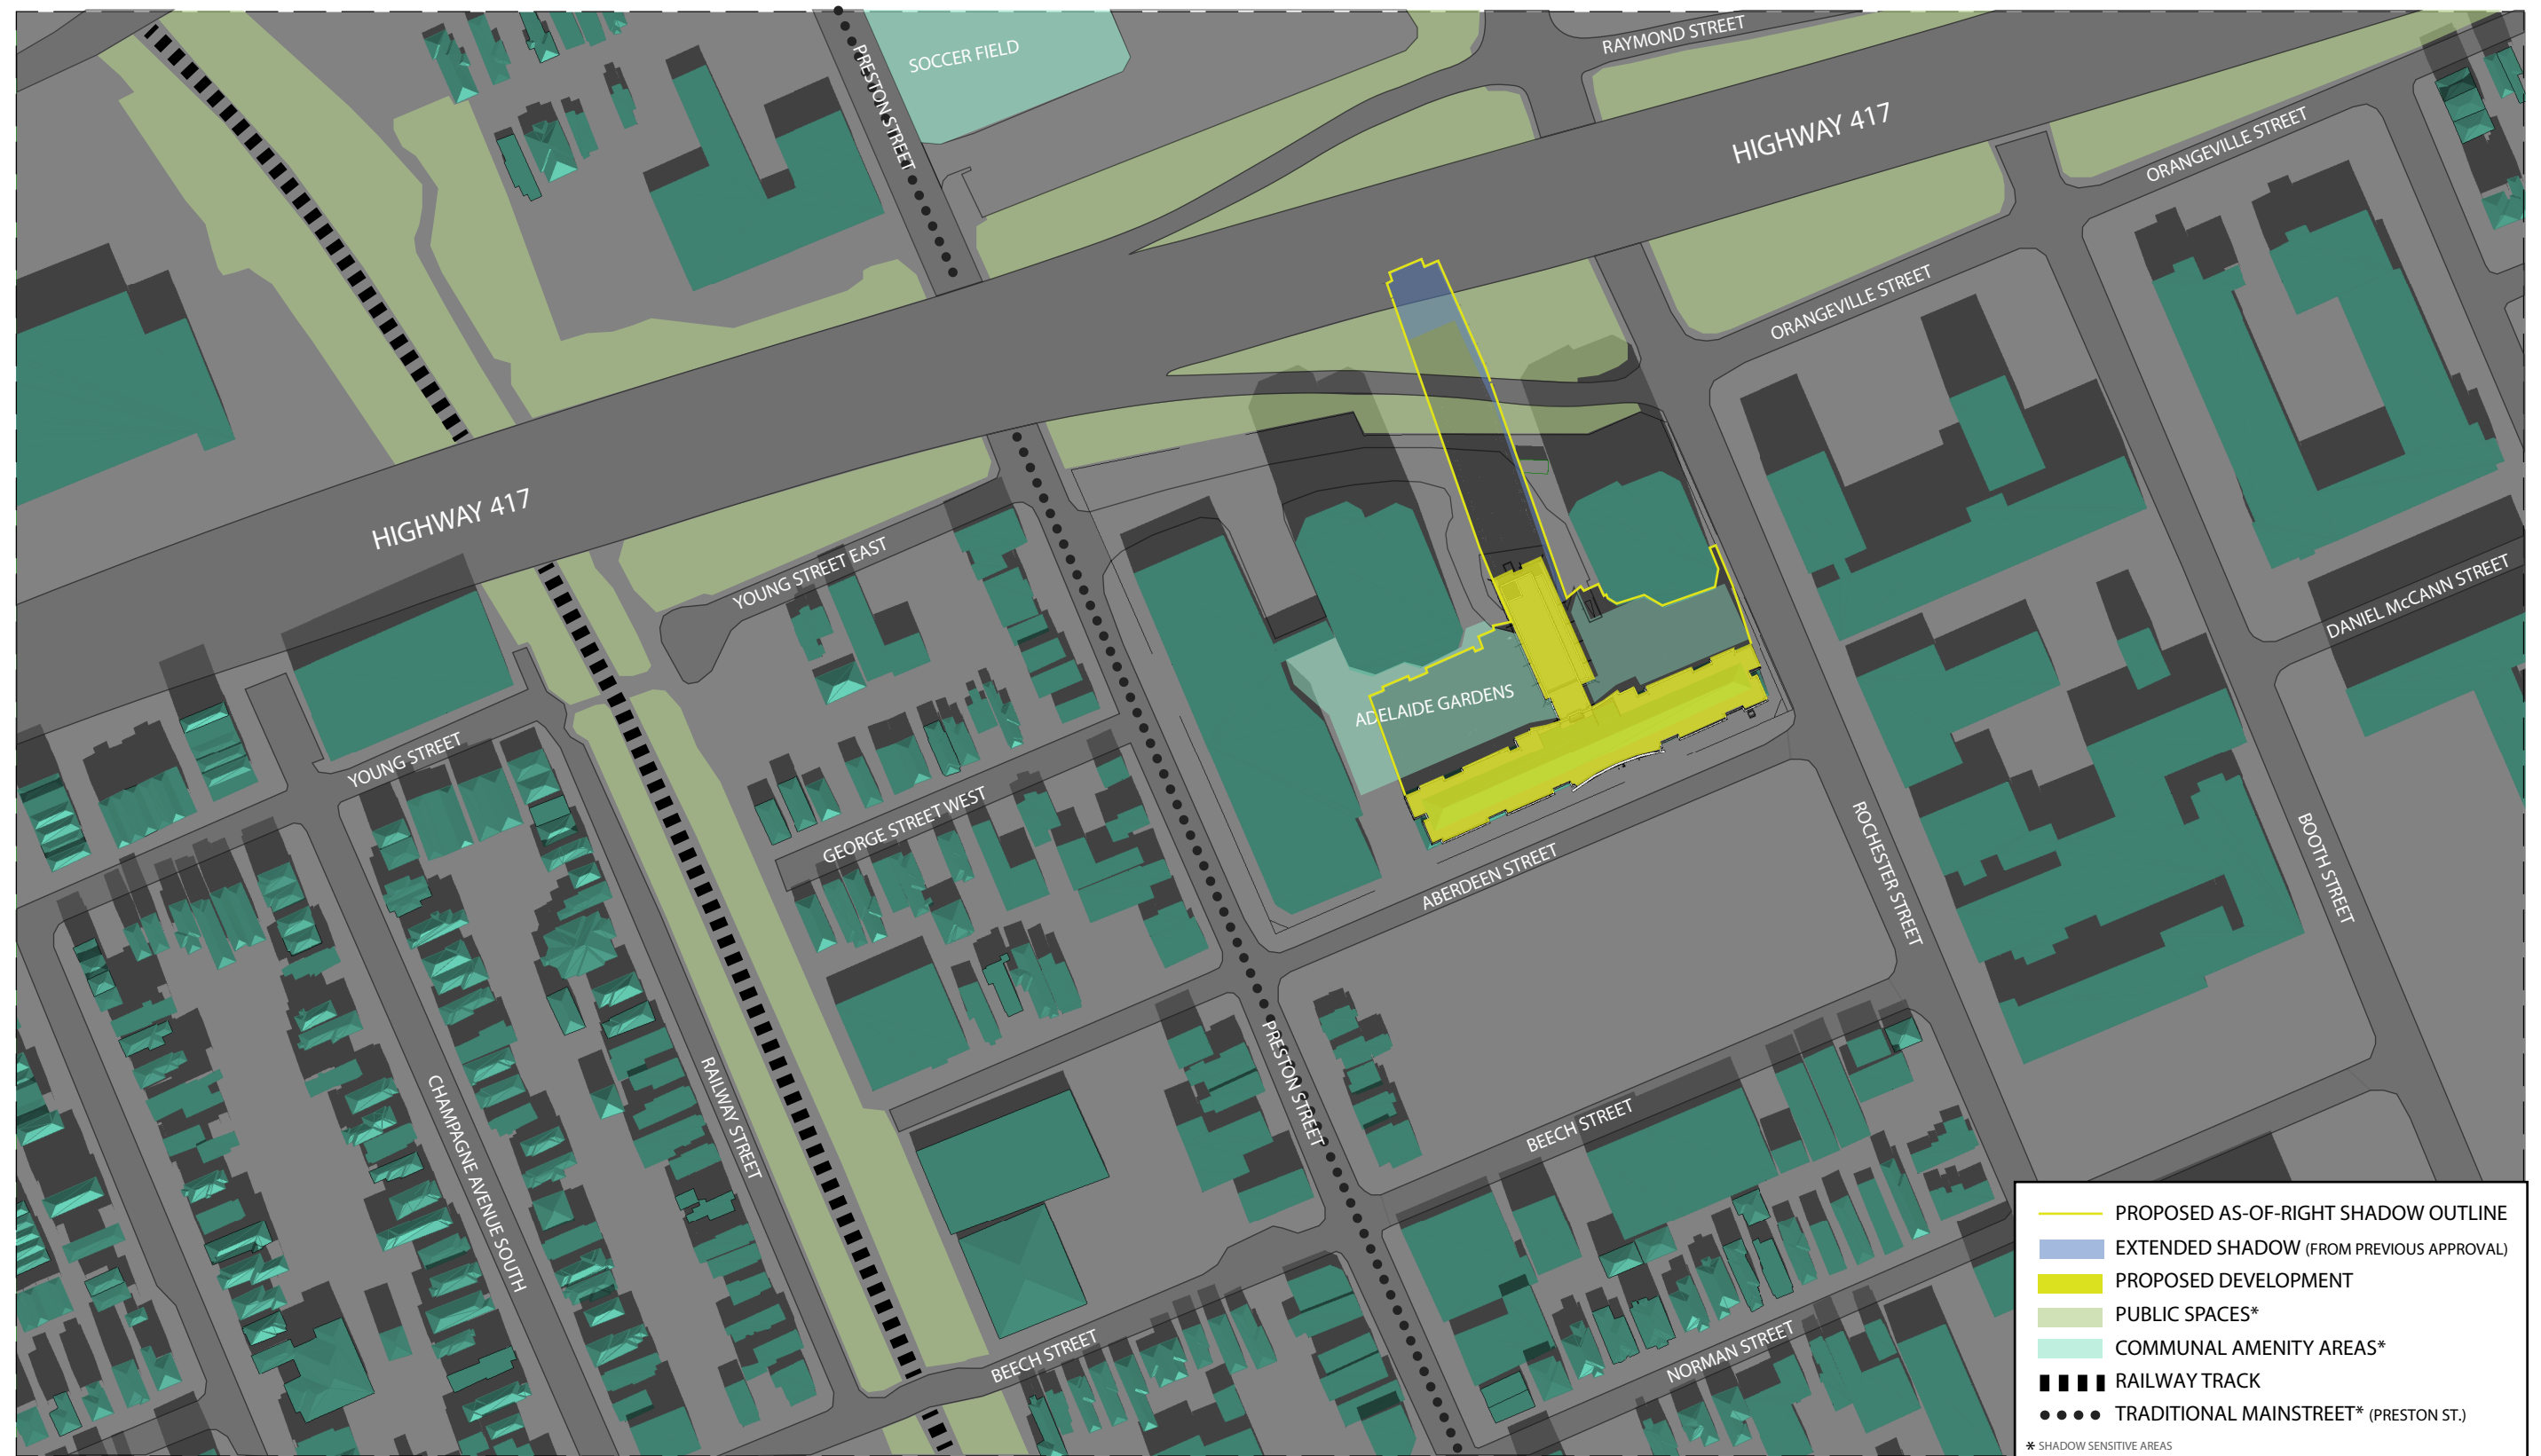 RAYMOND STREET
SOCCER FIELD
PRESTON STREET
HIGHWAY 417
ORANGEVILLE STREET
ORANGEVILLE STREET
HIGHWAY 417
YOUNG STREET EAST
DANIEL McCANN STREET
ADELAIDE GARDENS
YOUNG STREET
GEORGE STREET WEST
ABERDEEN STREET
ROCHESTER STREET
BOOTH STREET
PRESTON STREET
RAILWAY STREET
CHAMPAGNE AVENUE SOUTH
BEECH STREET
BEECH STREET
NORMAN STREET
PROPOSED AS-OF-RIGHT SHADOW OUTLINE
EXTENDED SHADOW (FROM PREVIOUS APPROVAL)
PROPOSED DEVELOPMENT
PUBLIC SPACES*
COMMUNAL AMENITY AREAS*
RAILWAY TRACK
TRADITIONAL MAINSTREET* (PRESTON ST.)
* SHADOW SENSITIVE AREAS